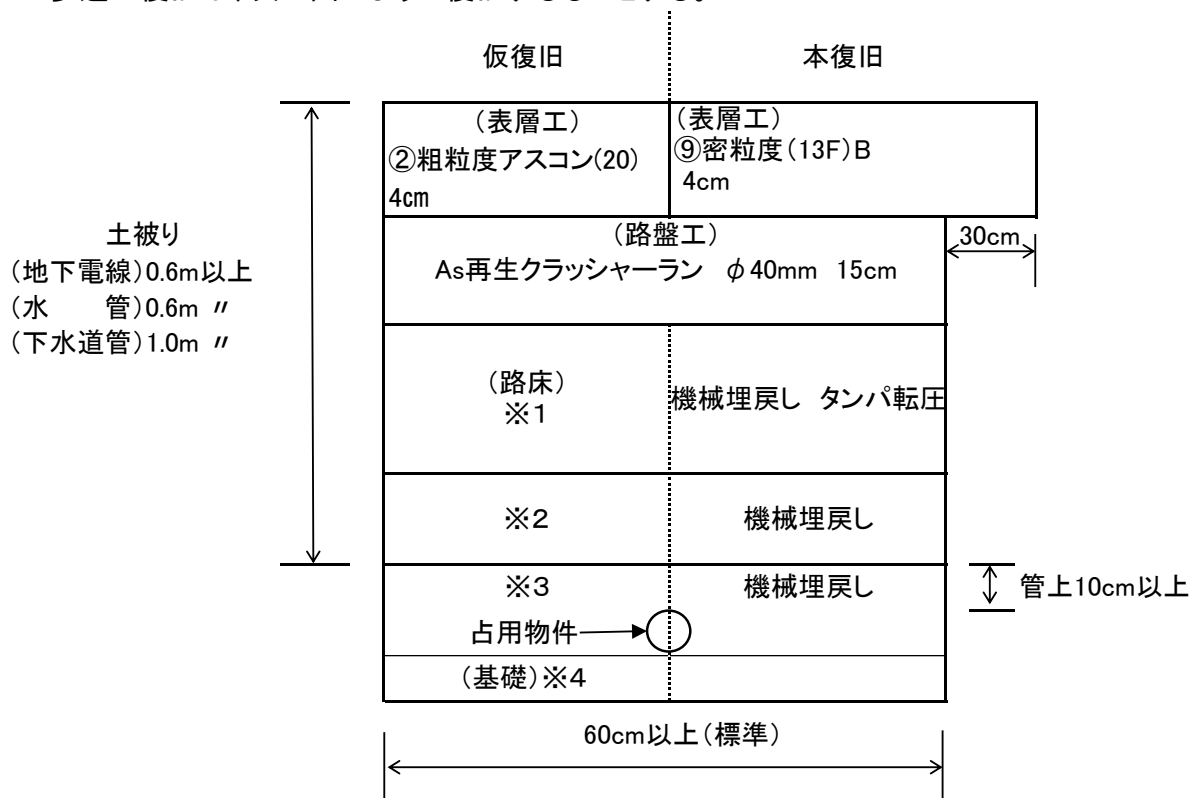 仮復旧
本復旧
(表層工)
②粗粒度アスコン(20)
4㎝
(表層工)
⑨密粒度(13F)B
4cm
土被り
(地下電線)0.6m以上
(水　　管)0.6m 〃
(下水道管)1.0m 〃
(路盤工)
As再生クラッシャーラン　φ40mm　15cm
30cm
(路床)
※1
機械埋戻し　タンパ転圧
※2
機械埋戻し
※3
機械埋戻し
管上10cm以上
占用物件
(基礎)※4
60cm以上(標準)